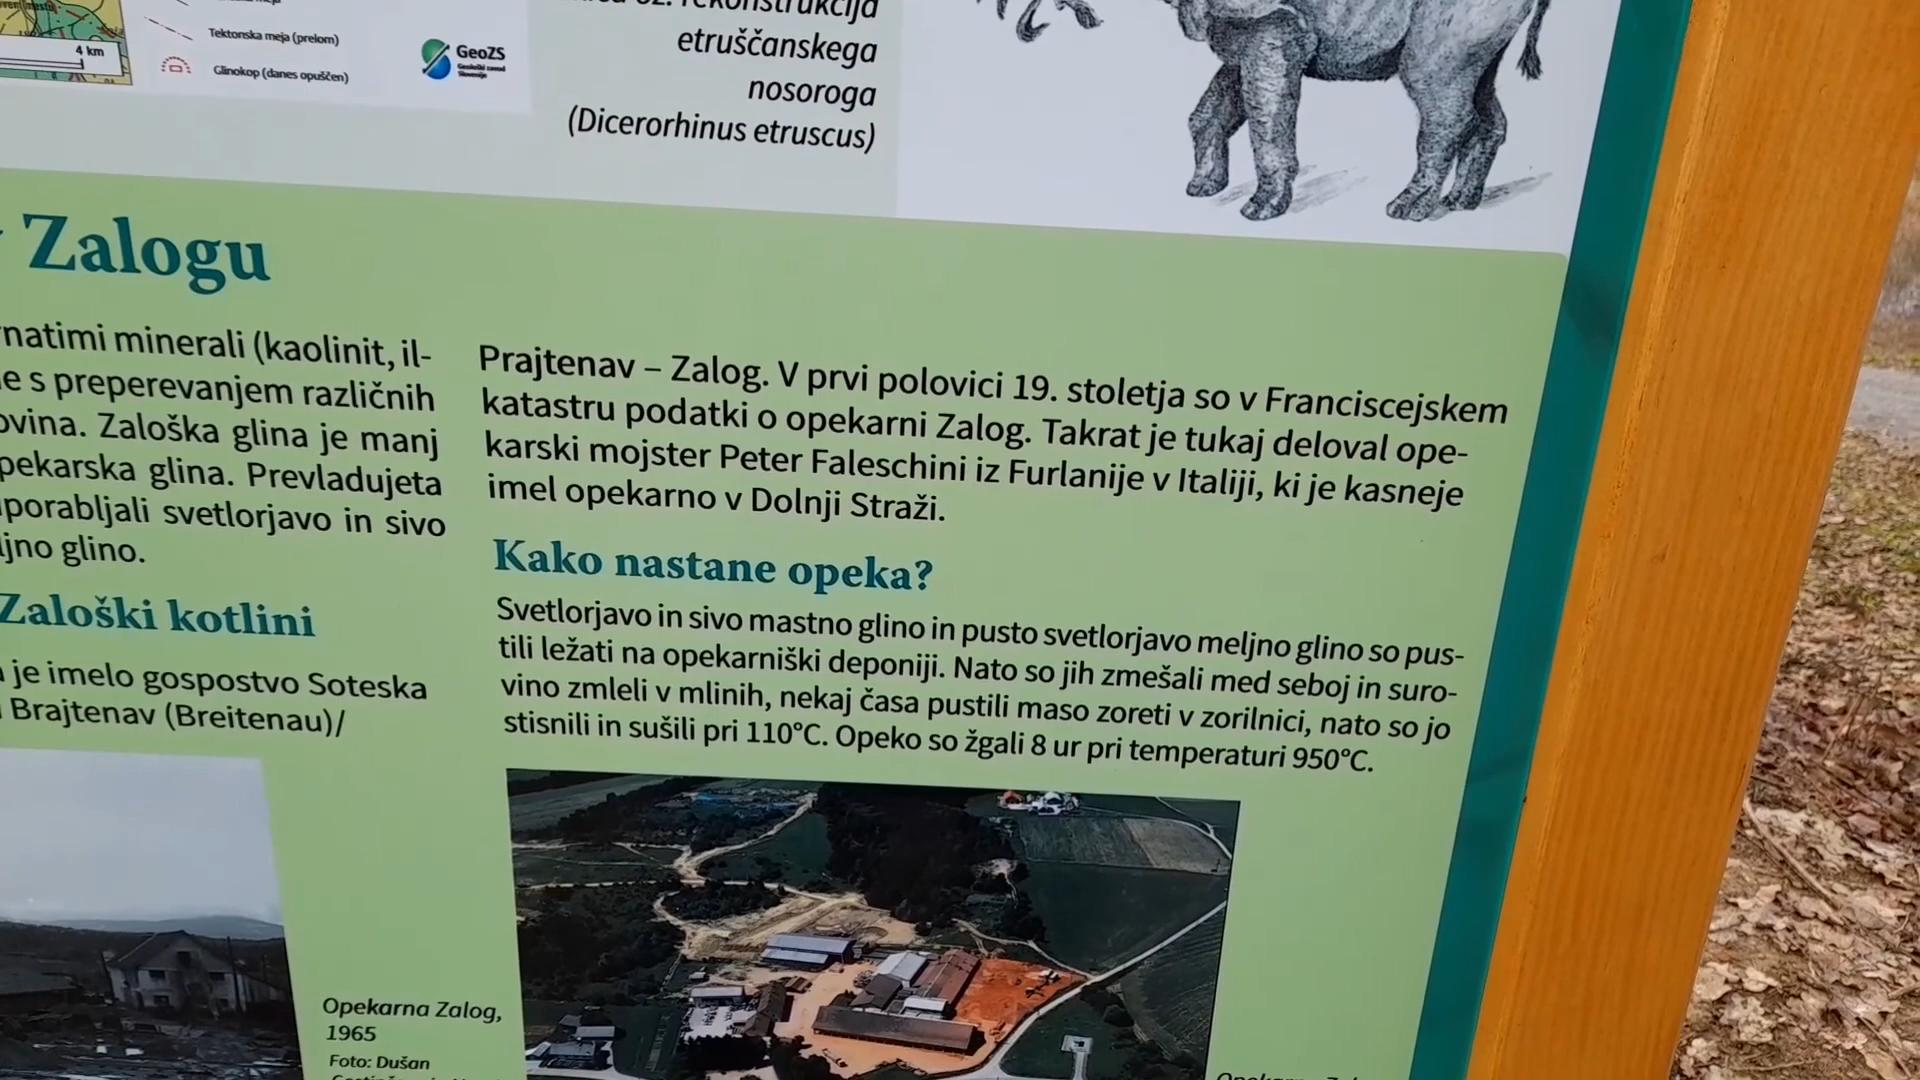 Tektonska meja (prelom)
4 km
Glinokop (danes opuščen)
GeoZS
Geološki zavod
Slovenije
rekonstrukcija
etruščanskega
nosoroga
(Dicerorhinus etruscus)
Zalogu
minerali (kaolinit, il-
s preperevanjem različnih
Zaloška glina je manj
glina. Prevladujeta
svetlorjavo in sivo
glino.
Zaloški kotlini
je imelo gospostvo Soteska
Brajtenav (Breitenau)/
Prajtenav – Zalog. V prvi polovici 19. stoletja so v Franciscejskem
katastru podatki o opekarni Zalog. Takrat je tukaj deloval ope-
karski mojster Peter Faleschini iz Furlanije v Italiji, ki je kasneje
imel opekarno v Dolnji Straži.
Kako nastane opeka?
Svetlorjavo in sivo mastno glino in pusto svetlorjavo meljno glino so pus-
tili ležati na opekarniški deponiji. Nato so jih zmešali med seboj in suro-
vino zmleli v mlinih, nekaj časa pustili maso zoreti v zorilnici, nato so jo
stisnili in sušili pri 110°C. Opeko so žgali 8 ur pri temperaturi 950°C.
Opekarna Zalog,
1965
Foto: Dušan